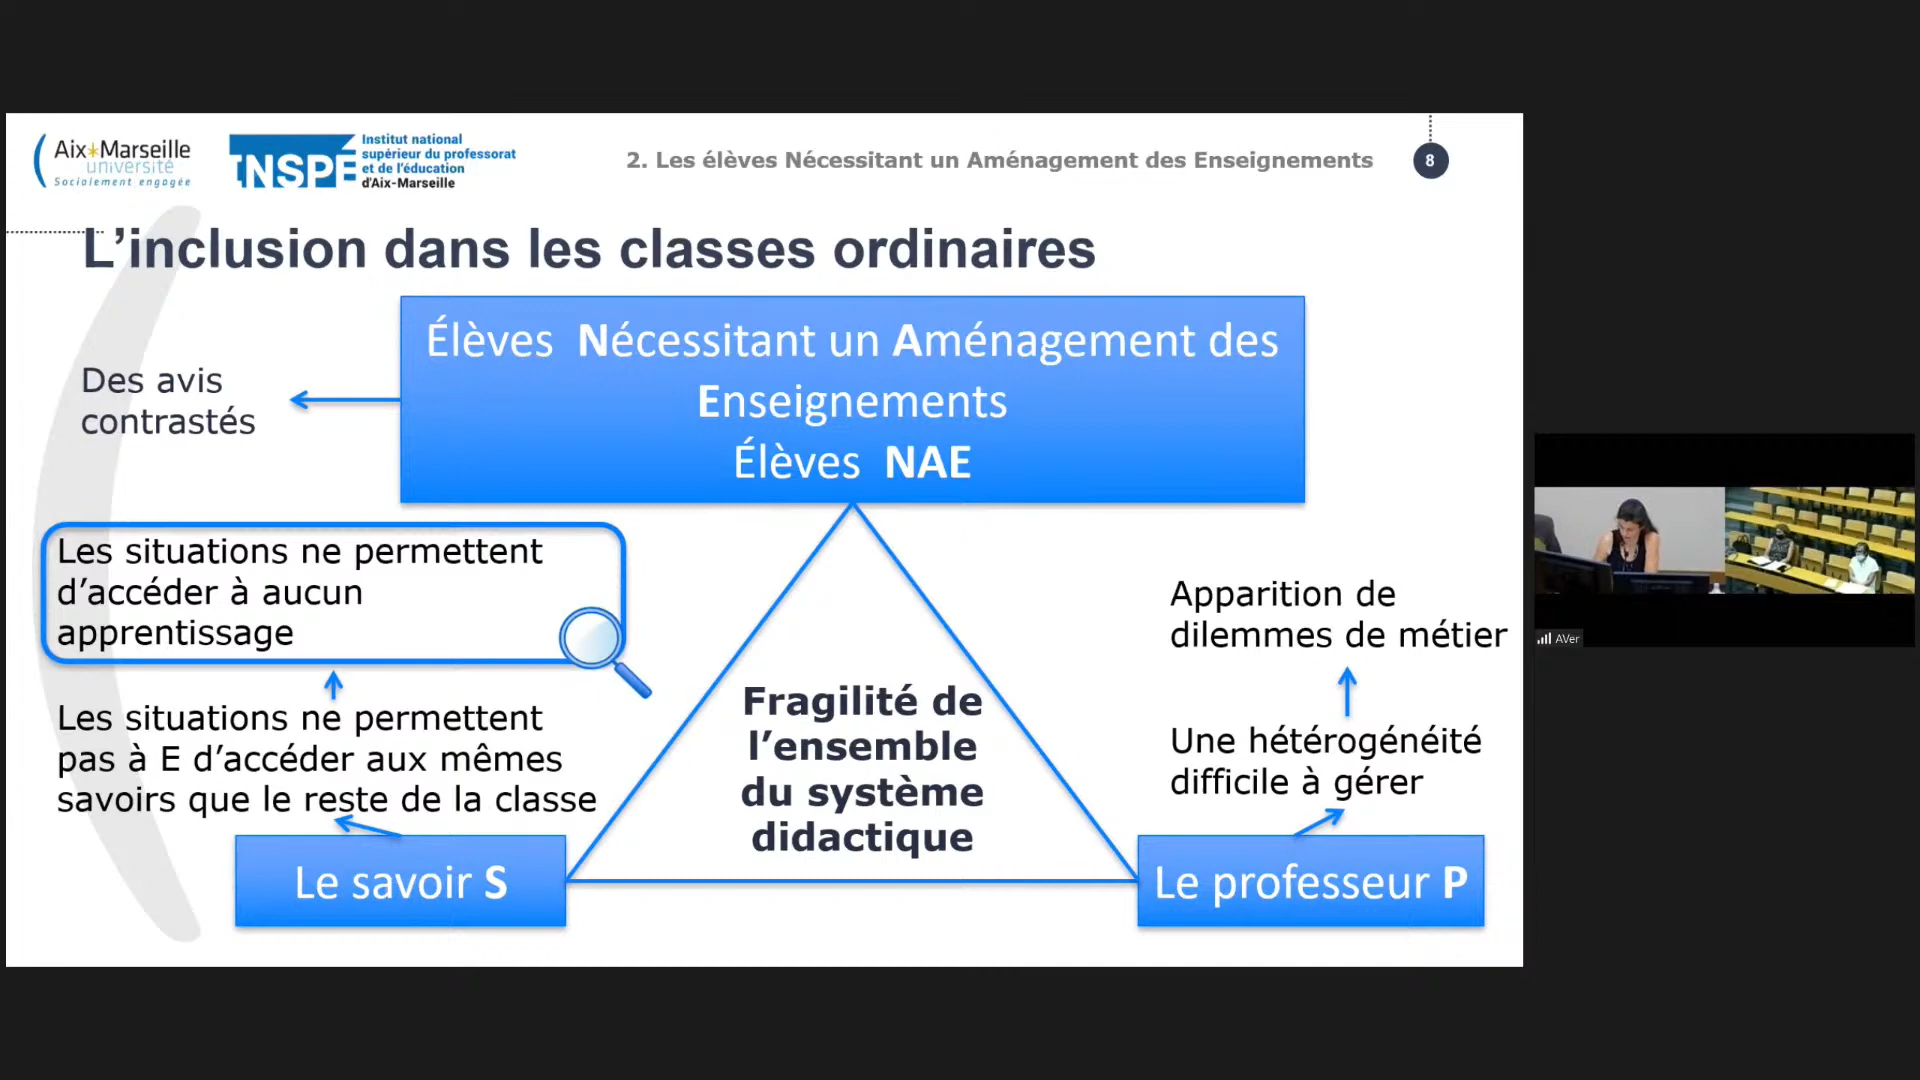 Aix✶Marseille
université
Socialement engagée
INSPÉ
Institut national
supérieur du professorat
et de l'éducation
d'Aix-Marseille
2. Les élèves Nécessitant un Aménagement des Enseignements
8
L’inclusion dans les classes ordinaires
Élèves Nécessitant un Aménagement des
Enseignements
Élèves NAE
Des avis
contrastés
Les situations ne permettent
d’accéder à aucun
apprentissage
Les situations ne permettent
pas à E d’accéder aux mêmes
savoirs que le reste de la classe
Le savoir S
Fragilité de
l’ensemble
du système
didactique
Apparition de
dilemmes de métier
Une hétérogénéité
difficile à gérer
Le professeur P
AVer